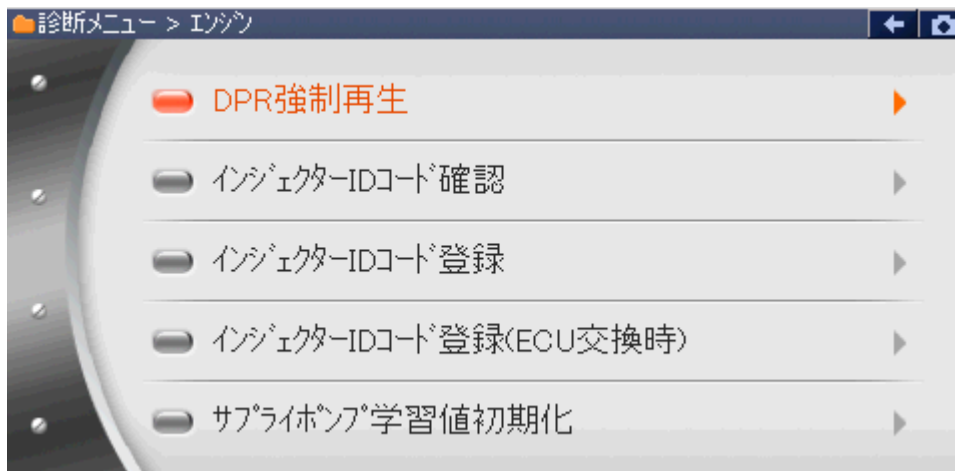 診断メニュー > エンジン
DPR強制再生
インジェクターIDコード確認
インジェクターIDコード登録
インジェクターIDコード登録(ECU交換時)
サプライポンプ学習値初期化